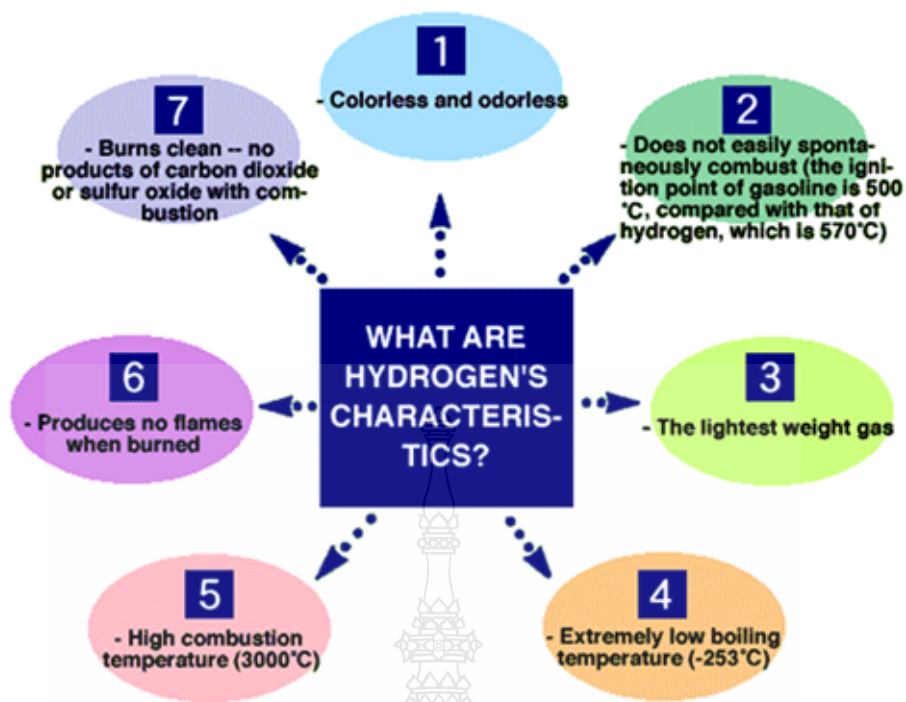 WHAT ARE
HYDROGEN'S
CHARACTERIS-
TICS?
1
- Colorless and odorless
2
- Does not easily sponta-
neously combust (the igni-
tion point of gasoline is 500
°C, compared with that of
hydrogen, which is 570°C)
3
- The lightest weight gas
4
- Extremely low boiling
temperature (-253°C)
5
- High combustion
temperature (3000°C)
6
- Produces no flames
when burned
7
- Burns clean -- no
products of carbon dioxide
or sulfur oxide with com-
bustion